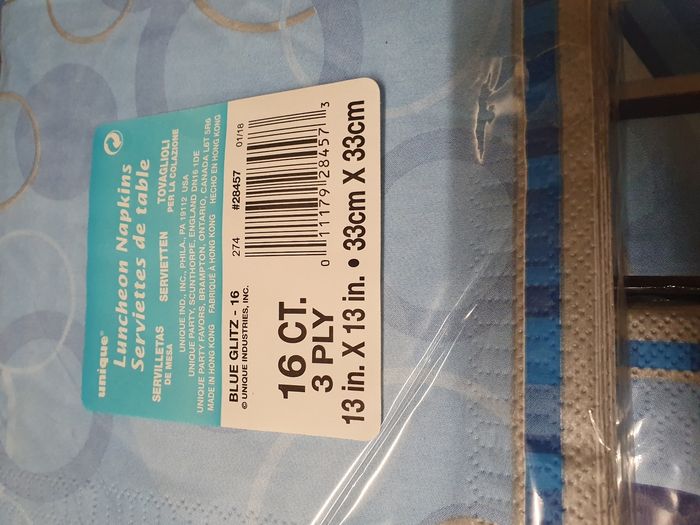 unique®
Luncheon Napkins
Serviettes de table
SERVILLETAS DE MESA
SERVIETTEN
TOVAGLIOLI PER LA COLAZIONE
UNIQUE IND., INC., PHILA., PA 19112 USA
UNIQUE PARTY, SCUNTHORPE, ENGLAND DN16 1DE
UNIQUE PARTY FAVORS, BRAMPTON, ONTARIO, CANADA L6T 5R6
MADE IN HONG KONG FABRIQUÉ À HONG KONG HECHO EN HONG KONG
BLUE GLITZ - 16
© UNIQUE INDUSTRIES, INC.
274 #28457 01/18
0 11179 28457 3
16 CT.
3 PLY
13 in. X 13 in. • 33cm X 33cm